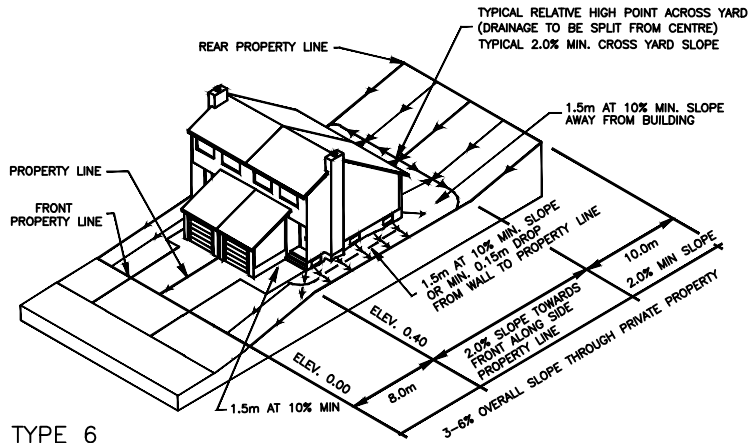 TYPICAL RELATIVE HIGH POINT ACROSS YARD
(DRAINAGE TO BE SPLIT FROM CENTRE)
TYPICAL 2.0% MIN. CROSS YARD SLOPE
REAR PROPERTY LINE
1.5m AT 10% MIN. SLOPE
AWAY FROM BUILDING
PROPERTY LINE
FRONT
PROPERTY LINE
1.5m AT 10% MIN. SLOPE
OR MIN. 0.15m DROP
FROM WALL TO PROPERTY LINE
10.0m
2.0% MIN SLOPE
ELEV. 0.40
2.0% SLOPE TOWARDS
FRONT ALONG SIDE
PROPERTY LINE
ELEV. 0.00
8.0m
3-6% OVERALL SLOPE THROUGH PRIVATE PROPERTY
1.5m AT 10% MIN
TYPE 6